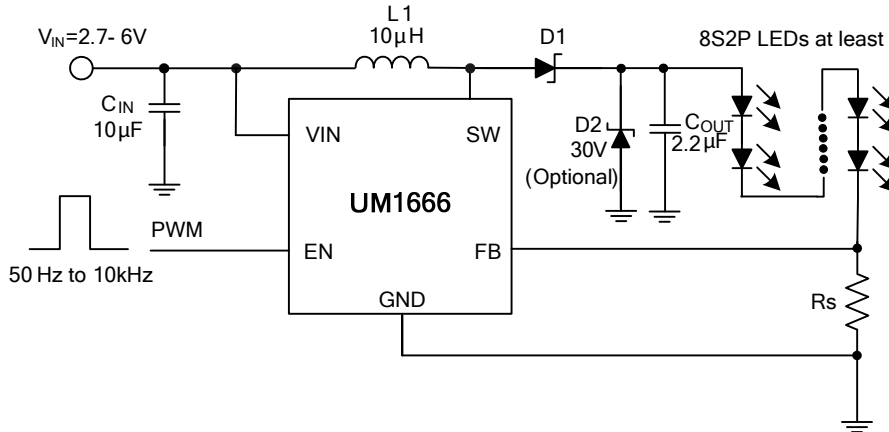 L1
10μH
V_IN=2.7- 6V
D1
8S2P LEDs at least
C_IN
10μF
VIN
SW
D2
30V
(Optional)
C_OUT
2.2μF
UM1666
PWM
EN
FB
50 Hz to 10kHz
GND
Rs